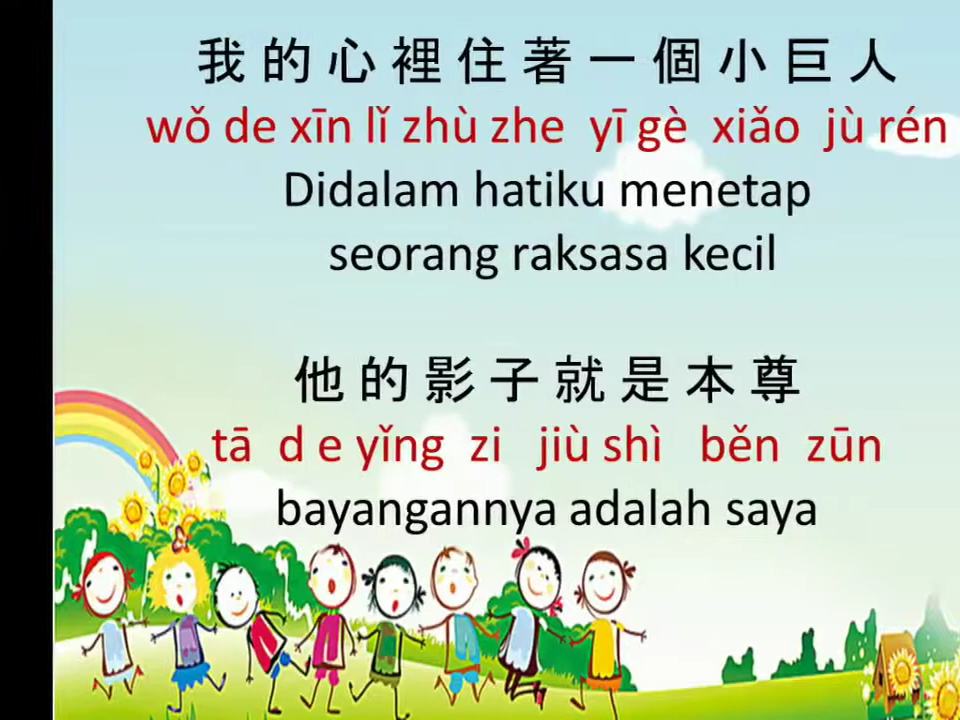 我的心裡住著一個小巨人
wǒ de xīn lǐ zhù zhe yī gè xiǎo jù rén
Didalam hatiku menetap
seorang raksasa kecil
他的影子就是本尊
tā d e yǐng zi jiù shì běn zūn
bayangannya adalah saya